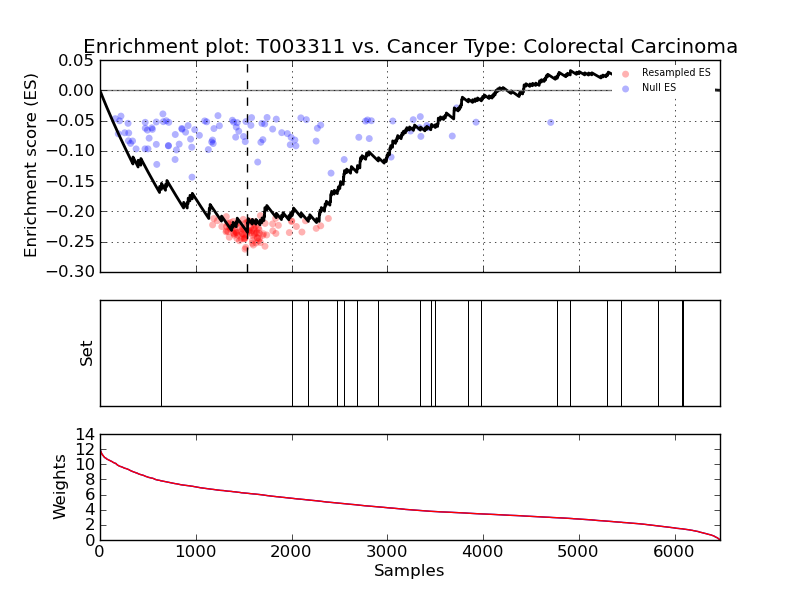 Enrichment plot: T003311 vs. Cancer Type: Colorectal Carcinoma
Enrichment score (ES)
0.05
0.00
−0.05
−0.10
−0.15
−0.20
−0.25
−0.30
Resampled ES
Null ES
Set
Weights
14
12
10
8
6
4
2
0
0 1000 2000 3000 4000 5000 6000
Samples